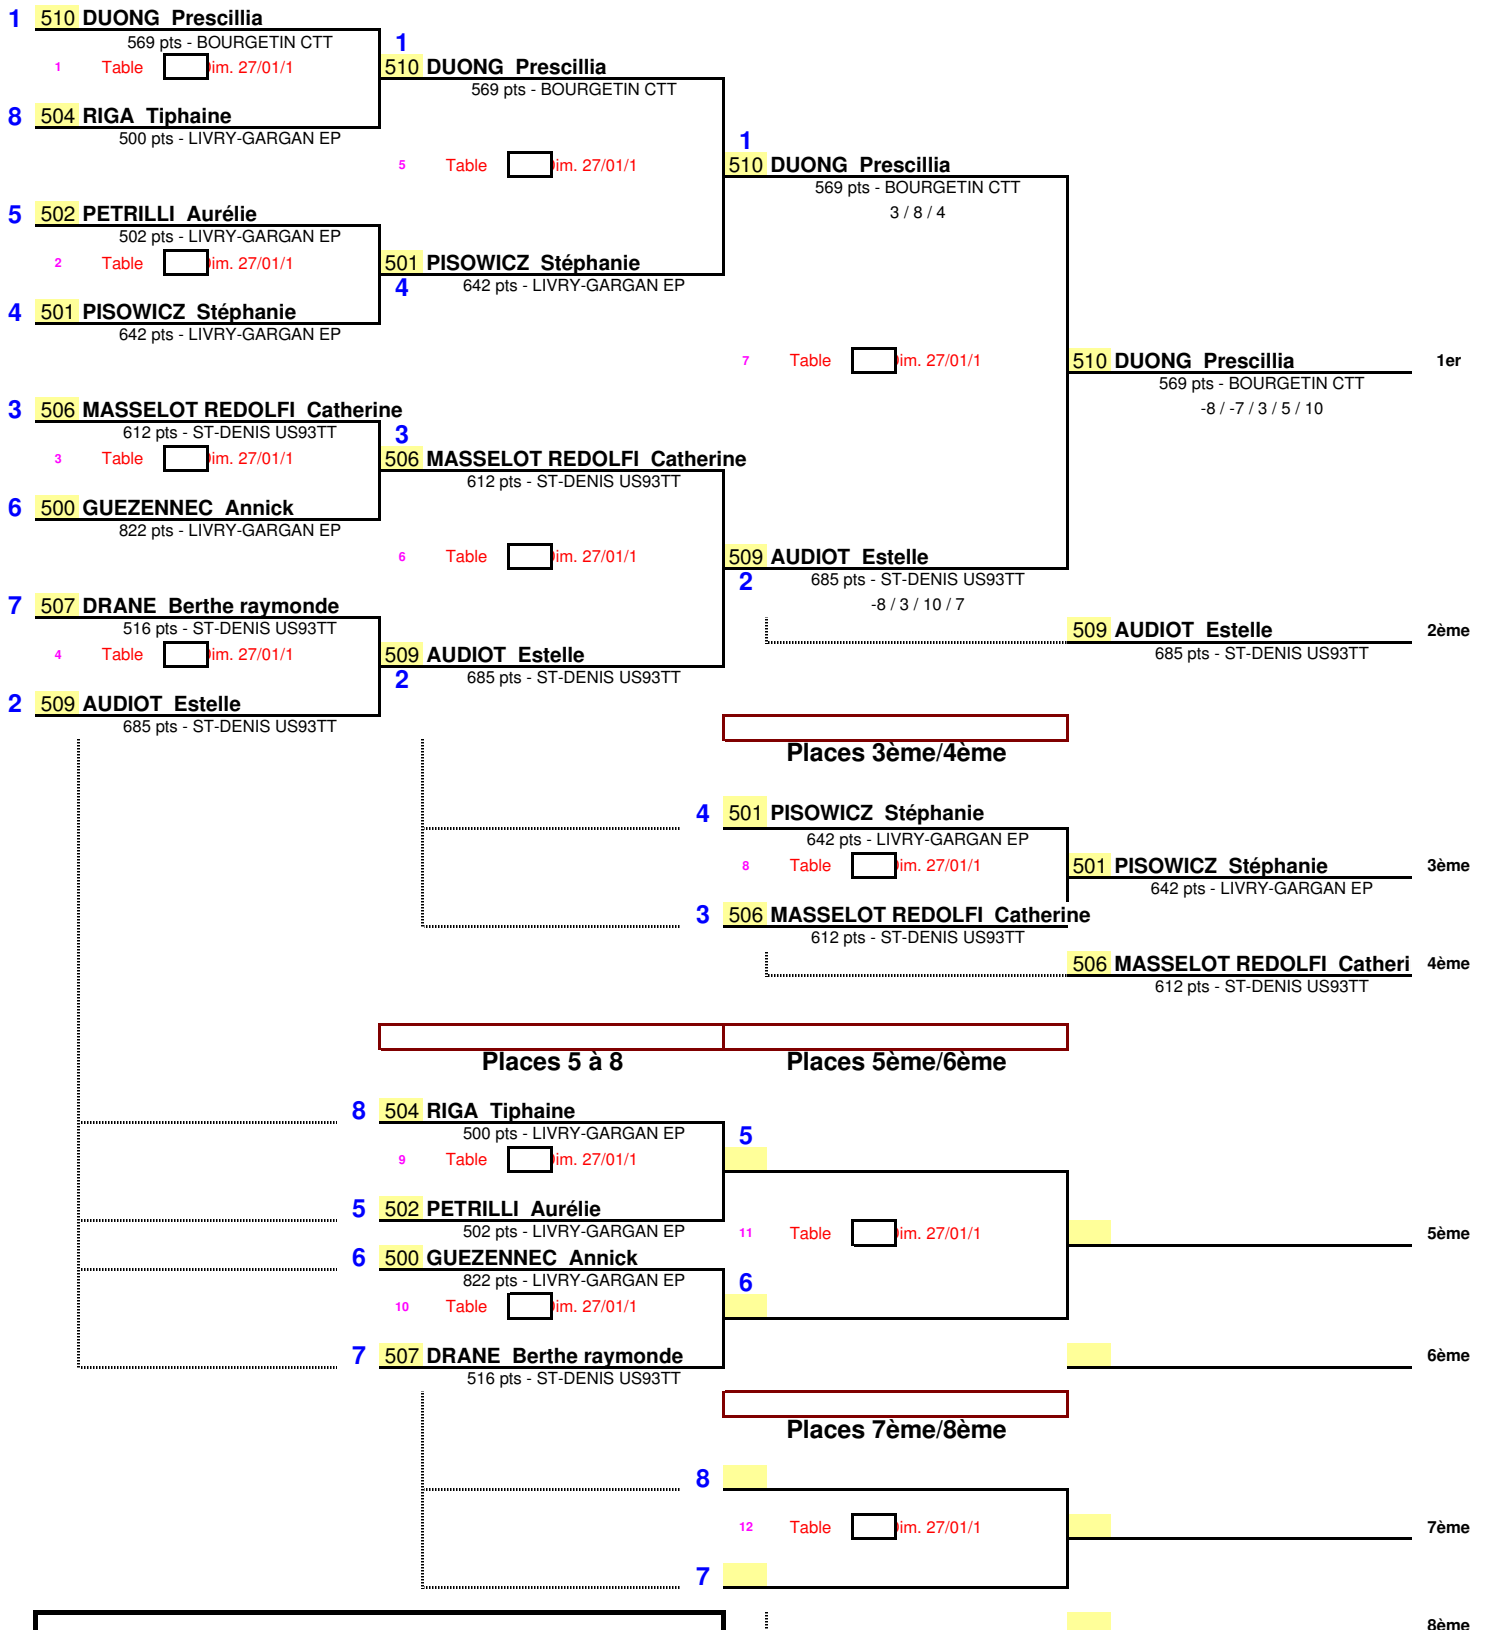 1 510 DUONG Prescillia
569 pts - BOURGETIN CTT
1 Table im. 27/01/1
8 504 RIGA Tiphaine
500 pts - LIVRY-GARGAN EP
5 502 PETRILLI Aurélie
502 pts - LIVRY-GARGAN EP
2 Table im. 27/01/1
4 501 PISOWICZ Stéphanie
642 pts - LIVRY-GARGAN EP
3 506 MASSELOT REDOLFI Catherine
612 pts - ST-DENIS US93TT
3 Table im. 27/01/1
6 500 GUEZENNEC Annick
822 pts - LIVRY-GARGAN EP
7 507 DRANE Berthe raymonde
516 pts - ST-DENIS US93TT
4 Table im. 27/01/1
2 509 AUDIOT Estelle
685 pts - ST-DENIS US93TT
1
510 DUONG Prescillia
569 pts - BOURGETIN CTT
5 Table im. 27/01/1
501 PISOWICZ Stéphanie
4 642 pts - LIVRY-GARGAN EP
3
506 MASSELOT REDOLFI Catherine
612 pts - ST-DENIS US93TT
6 Table im. 27/01/1
509 AUDIOT Estelle
2 685 pts - ST-DENIS US93TT
1
510 DUONG Prescillia
569 pts - BOURGETIN CTT
3 / 8 / 4
7 Table im. 27/01/1
509 AUDIOT Estelle
2 685 pts - ST-DENIS US93TT
-8 / 3 / 10 / 7
510 DUONG Prescillia 1er
569 pts - BOURGETIN CTT
-8 / -7 / 3 / 5 / 10
509 AUDIOT Estelle 2ème
685 pts - ST-DENIS US93TT
Places 3ème/4ème
4 501 PISOWICZ Stéphanie
642 pts - LIVRY-GARGAN EP
8 Table im. 27/01/1
3 506 MASSELOT REDOLFI Catherine
612 pts - ST-DENIS US93TT
501 PISOWICZ Stéphanie 3ème
642 pts - LIVRY-GARGAN EP
506 MASSELOT REDOLFI Catheri 4ème
612 pts - ST-DENIS US93TT
Places 5 à 8 Places 5ème/6ème
8 504 RIGA Tiphaine
500 pts - LIVRY-GARGAN EP
9 Table im. 27/01/1
5 502 PETRILLI Aurélie
502 pts - LIVRY-GARGAN EP
6 500 GUEZENNEC Annick
822 pts - LIVRY-GARGAN EP
10 Table im. 27/01/1
7 507 DRANE Berthe raymonde
516 pts - ST-DENIS US93TT
5
11 Table im. 27/01/1
6
5ème
6ème
Places 7ème/8ème
8
12 Table im. 27/01/1
7
7ème
8ème